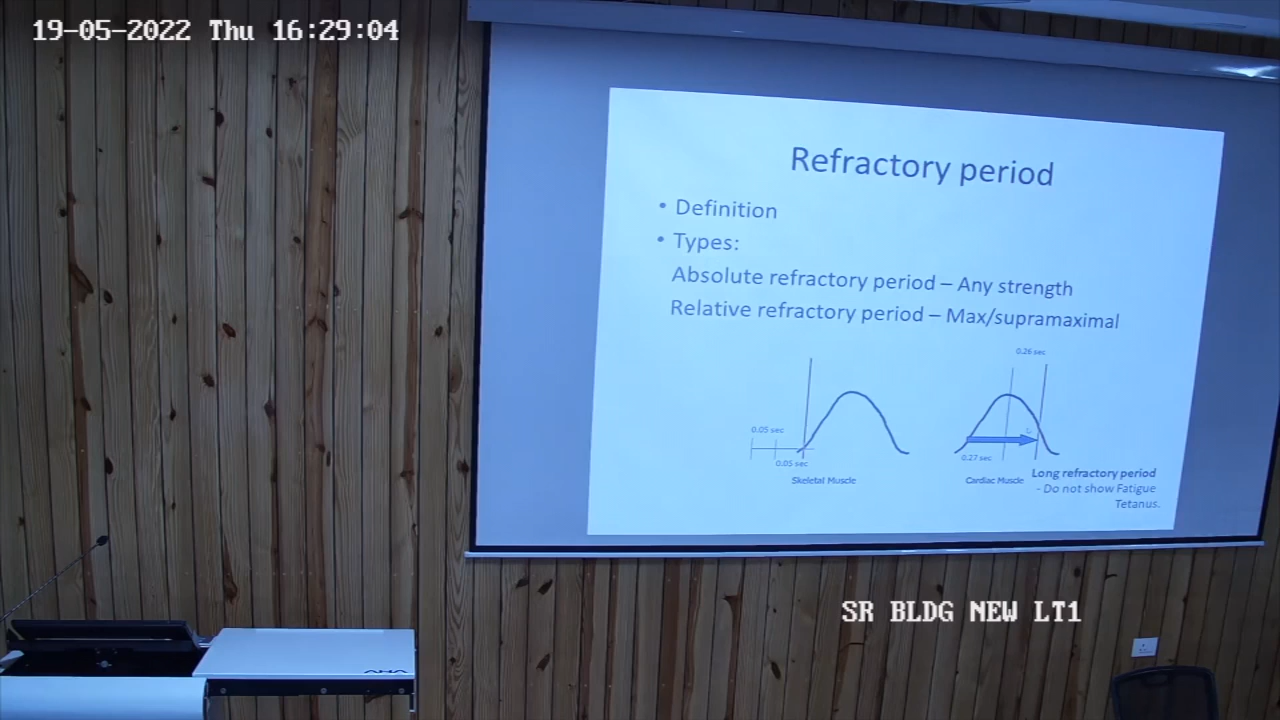 19-05-2022 Thu 16:29:04
Refractory period
• Definition
• Types:
Absolute refractory period – Any strength
Relative refractory period – Max/supramaximal
0.26 sec
0.05 sec
0.05 sec
0.27 sec
Skeletal Muscle
Cardiac Muscle
Long refractory period
- Do not show Fatigue
Tetanus.
SR BLDG NEW LT1
AHA